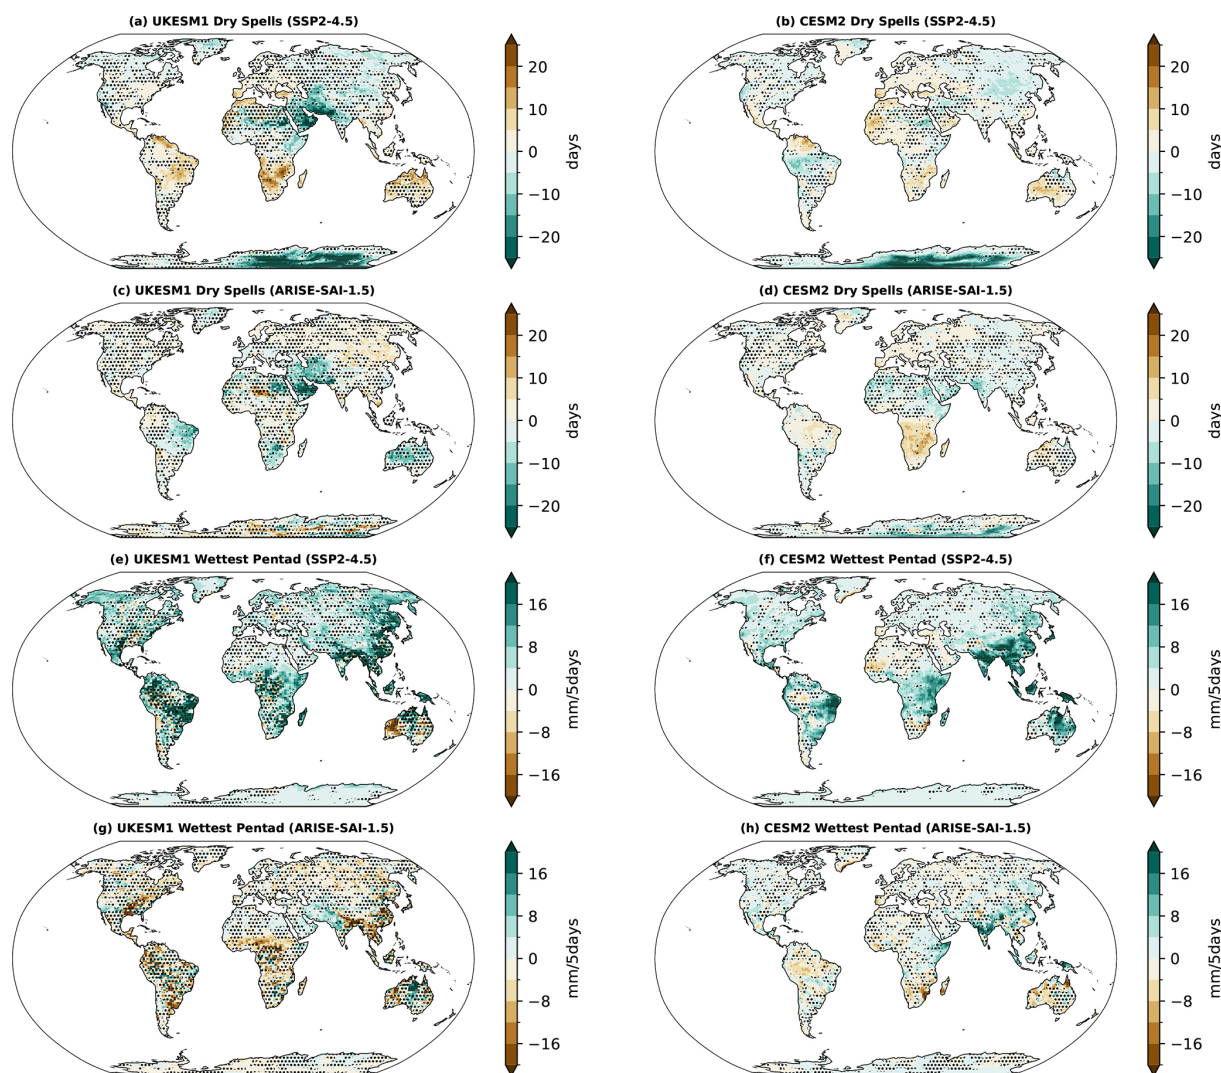 (a) UKESM1 Dry Spells (SSP2-4.5)
20
10
0
−10
−20
days
(b) CESM2 Dry Spells (SSP2-4.5)
20
10
0
−10
−20
days
(c) UKESM1 Dry Spells (ARISE-SAI-1.5)
20
10
0
−10
−20
days
(d) CESM2 Dry Spells (ARISE-SAI-1.5)
20
10
0
−10
−20
days
(e) UKESM1 Wettest Pentad (SSP2-4.5)
16
8
0
−8
−16
mm/5days
(f) CESM2 Wettest Pentad (SSP2-4.5)
16
8
0
−8
−16
mm/5days
(g) UKESM1 Wettest Pentad (ARISE-SAI-1.5)
16
8
0
−8
−16
mm/5days
(h) CESM2 Wettest Pentad (ARISE-SAI-1.5)
16
8
0
−8
−16
mm/5days